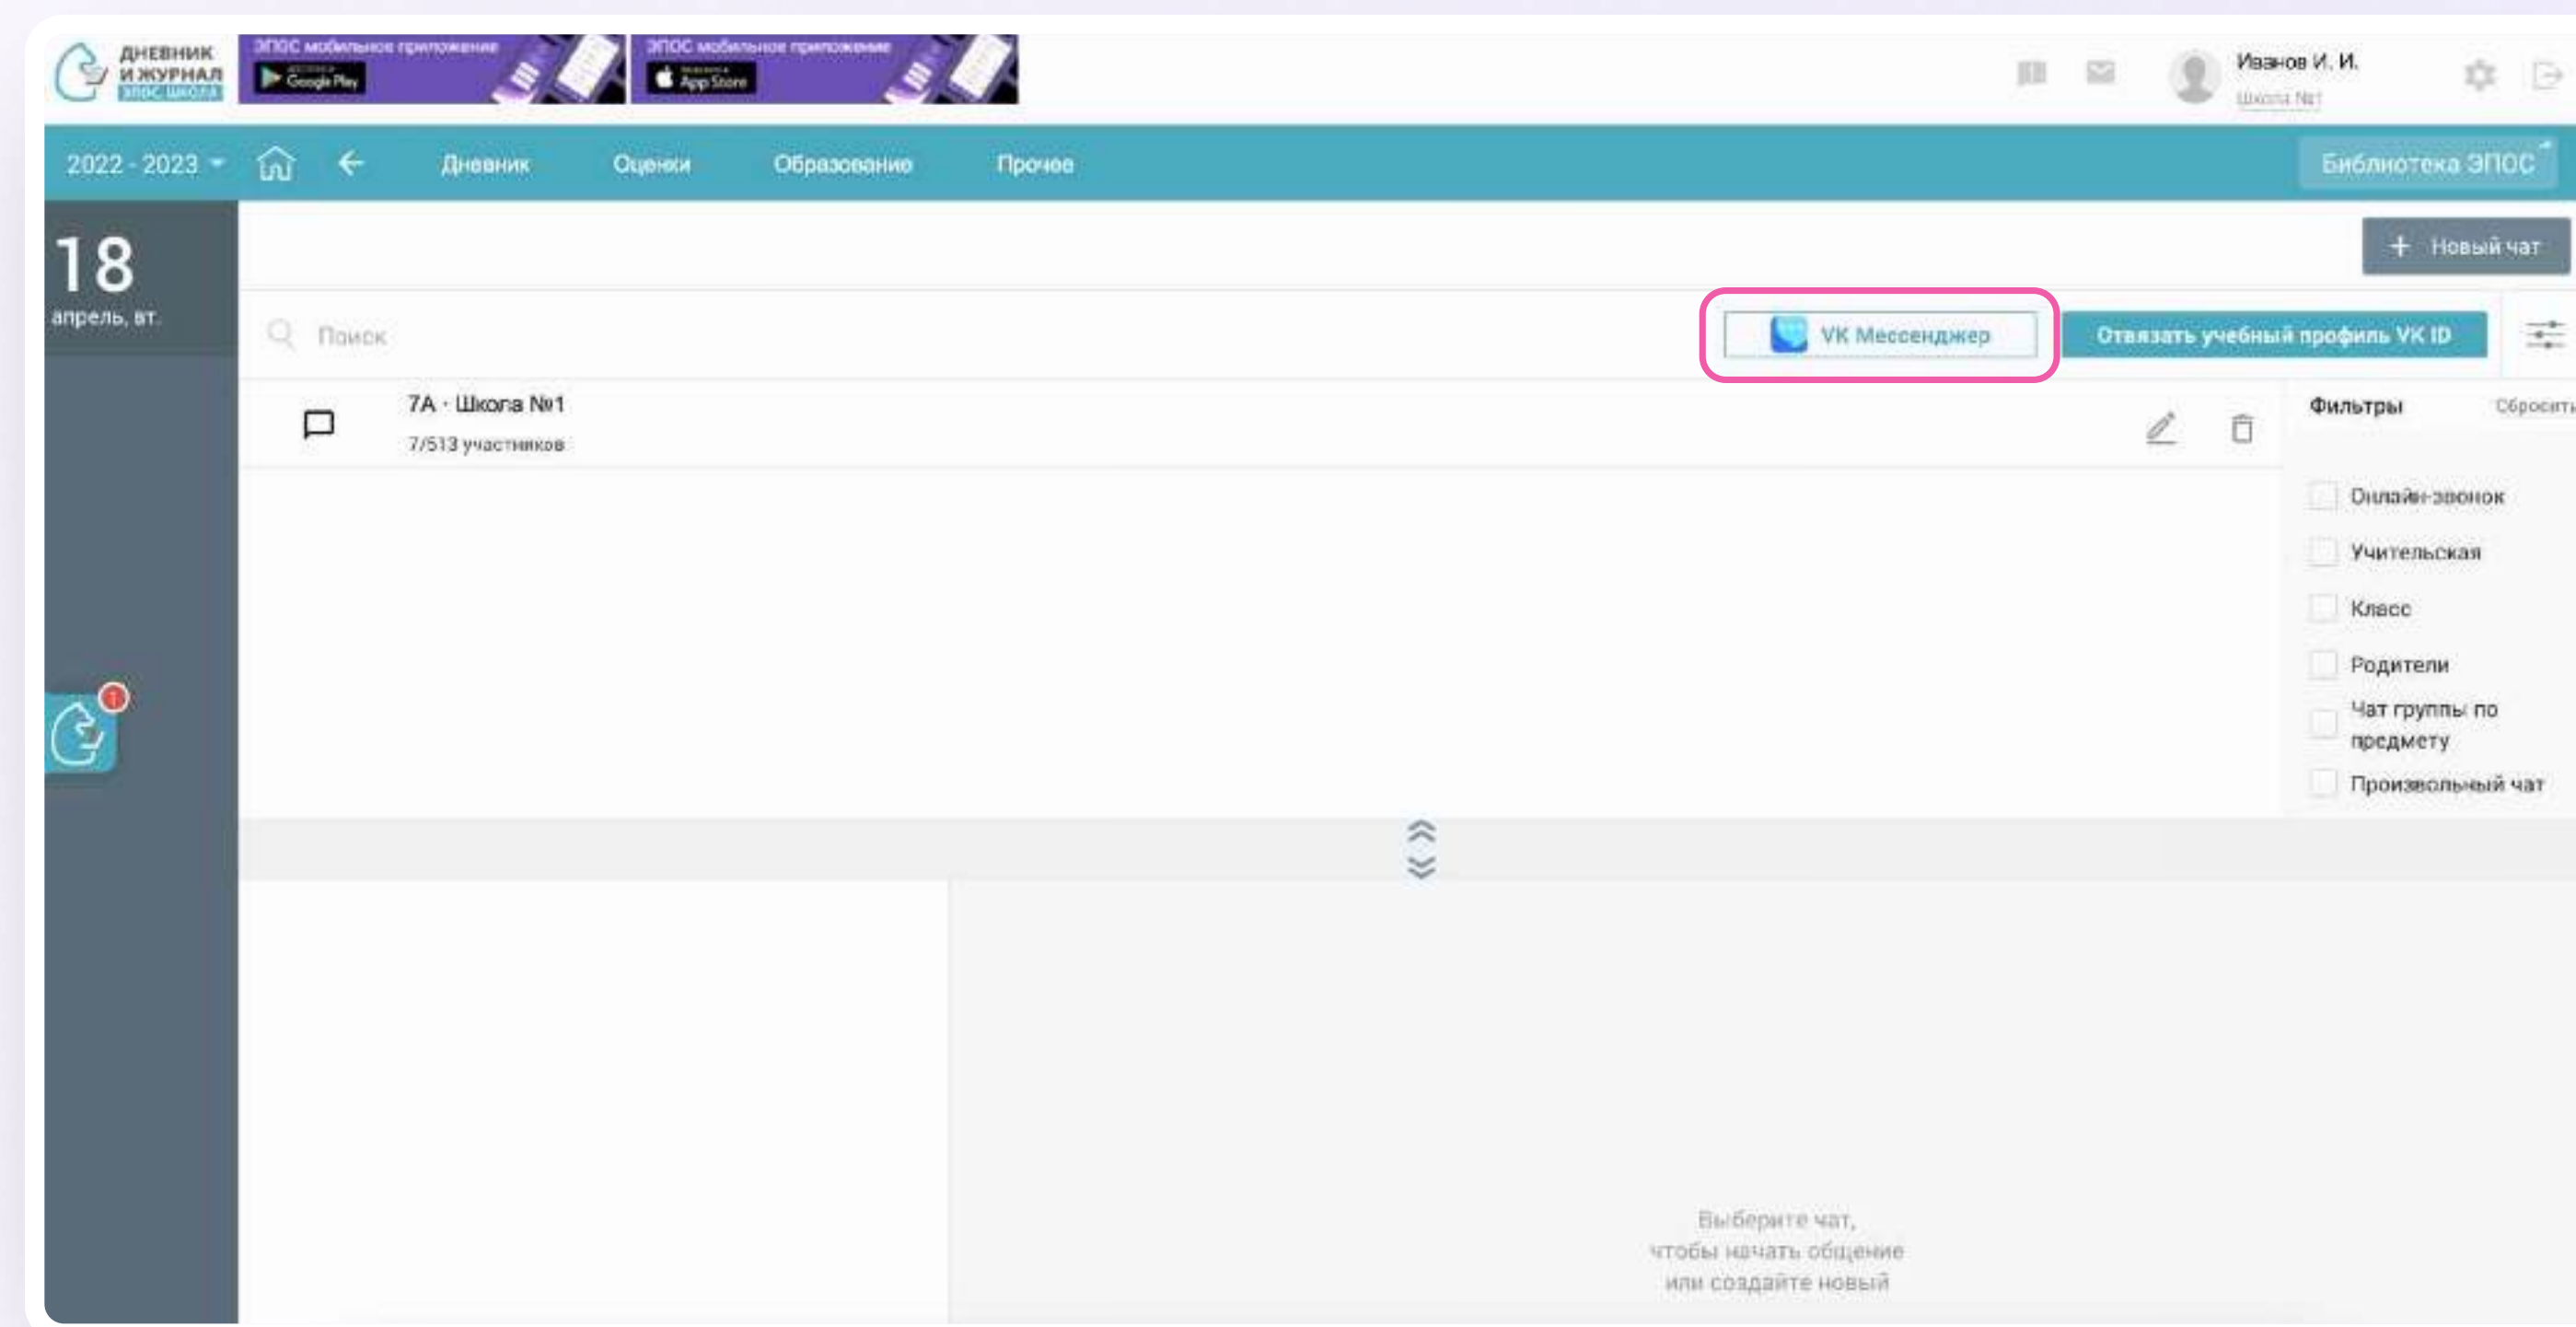 ДНЕВНИК
И ЖУРНАЛ
ЭПОС.ШКОЛА
ЭПОС мобильное приложение
Google Play
ЭПОС мобильное приложение
App Store
Иванов И. И.
Школа №1
2022 - 2023
Дневник
Оценки
Образование
Прочее
Библиотека ЭПОС
18
апрель, вт.
+ Новый чат
Поиск
VK Мессенджер
Отвязать учебный профиль VK ID
7А · Школа №1
7/513 участников
Фильтры
Сбросить
Онлайн-звонок
Учительская
Класс
Родители
Чат группы по
предмету
Произвольный чат
1
Выберите чат,
чтобы начать общение
или создайте новый